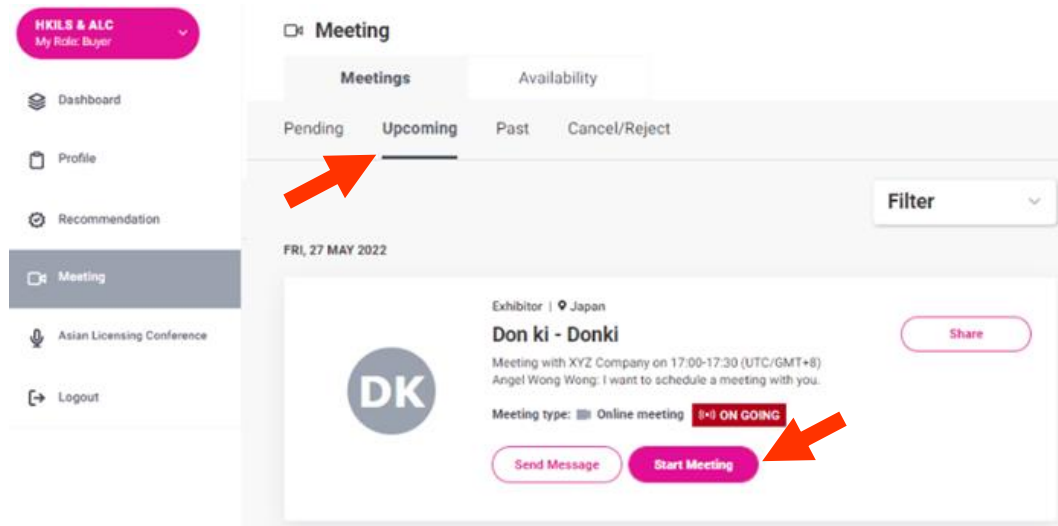 HKILS & ALC
My Role: Buyer
Dashboard
Profile
Recommendation
Meeting
Asian Licensing Conference
Logout
Meeting
Meetings Availability
Pending Upcoming Past Cancel/Reject
Filter
FRI, 27 MAY 2022
DK
Exhibitor | Japan
Don ki - Donki
Meeting with XYZ Company on 17:00-17:30 (UTC/GMT+8)
Angel Wong Wong: I want to schedule a meeting with you.
Meeting type: Online meeting ON GOING
Share
Send Message Start Meeting